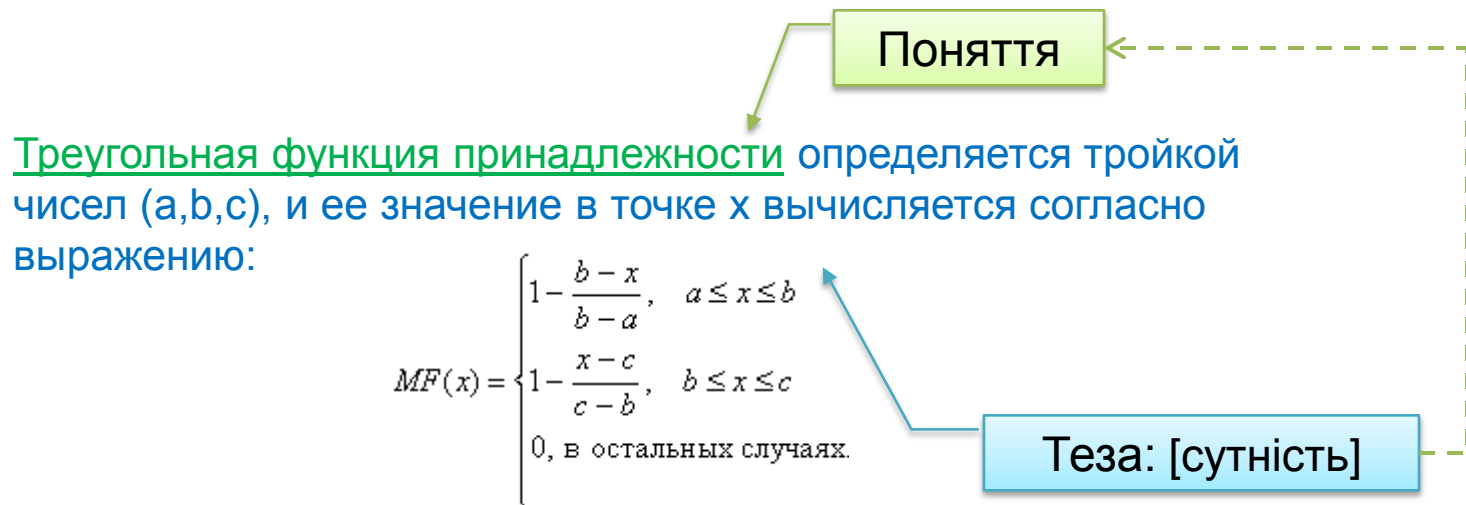 Поняття
Треугольная функция принадлежности определяется тройкой
чисел (a,b,c), и ее значение в точке x вычисляется согласно
выражению:
MF(x) = { 1 − (b − x)/(b − a), a ≤ x ≤ b
1 − (x − c)/(c − b), b ≤ x ≤ c
0, в остальных случаях.
Теза: [сутність]